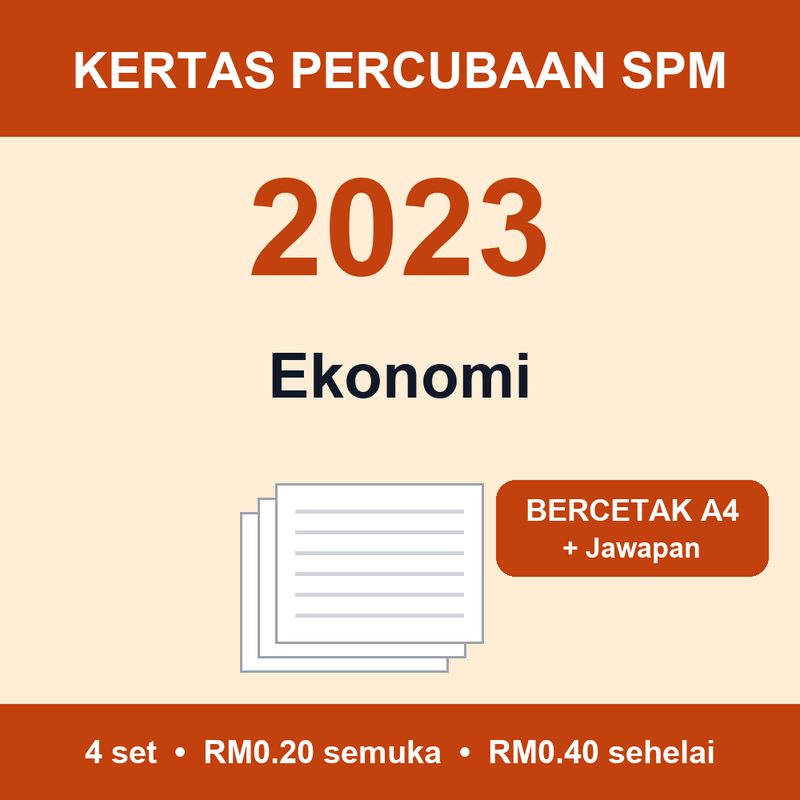 KERTAS PERCUBAAN SPM
2023
Ekonomi
BERCETAK A4
+ Jawapan
4 set • RM0.20 semuka • RM0.40 sehelai